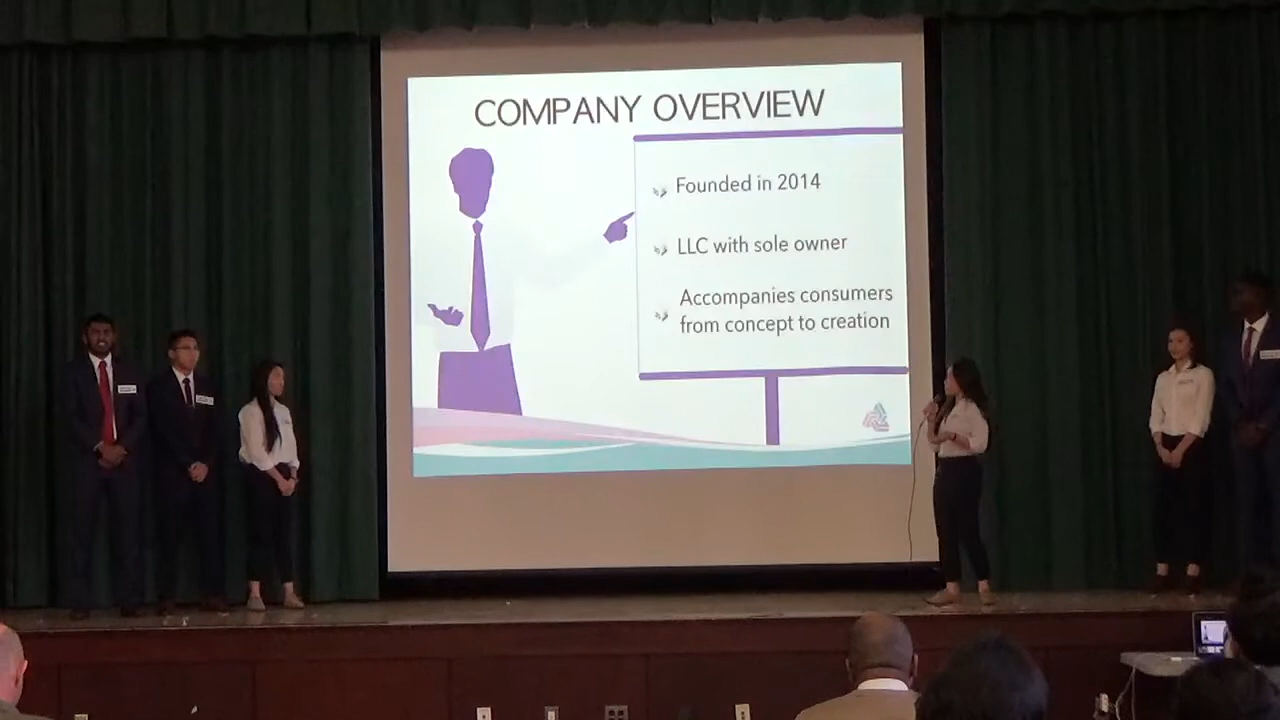 COMPANY OVERVIEW
Founded in 2014
LLC with sole owner
Accompanies consumers
from concept to creation